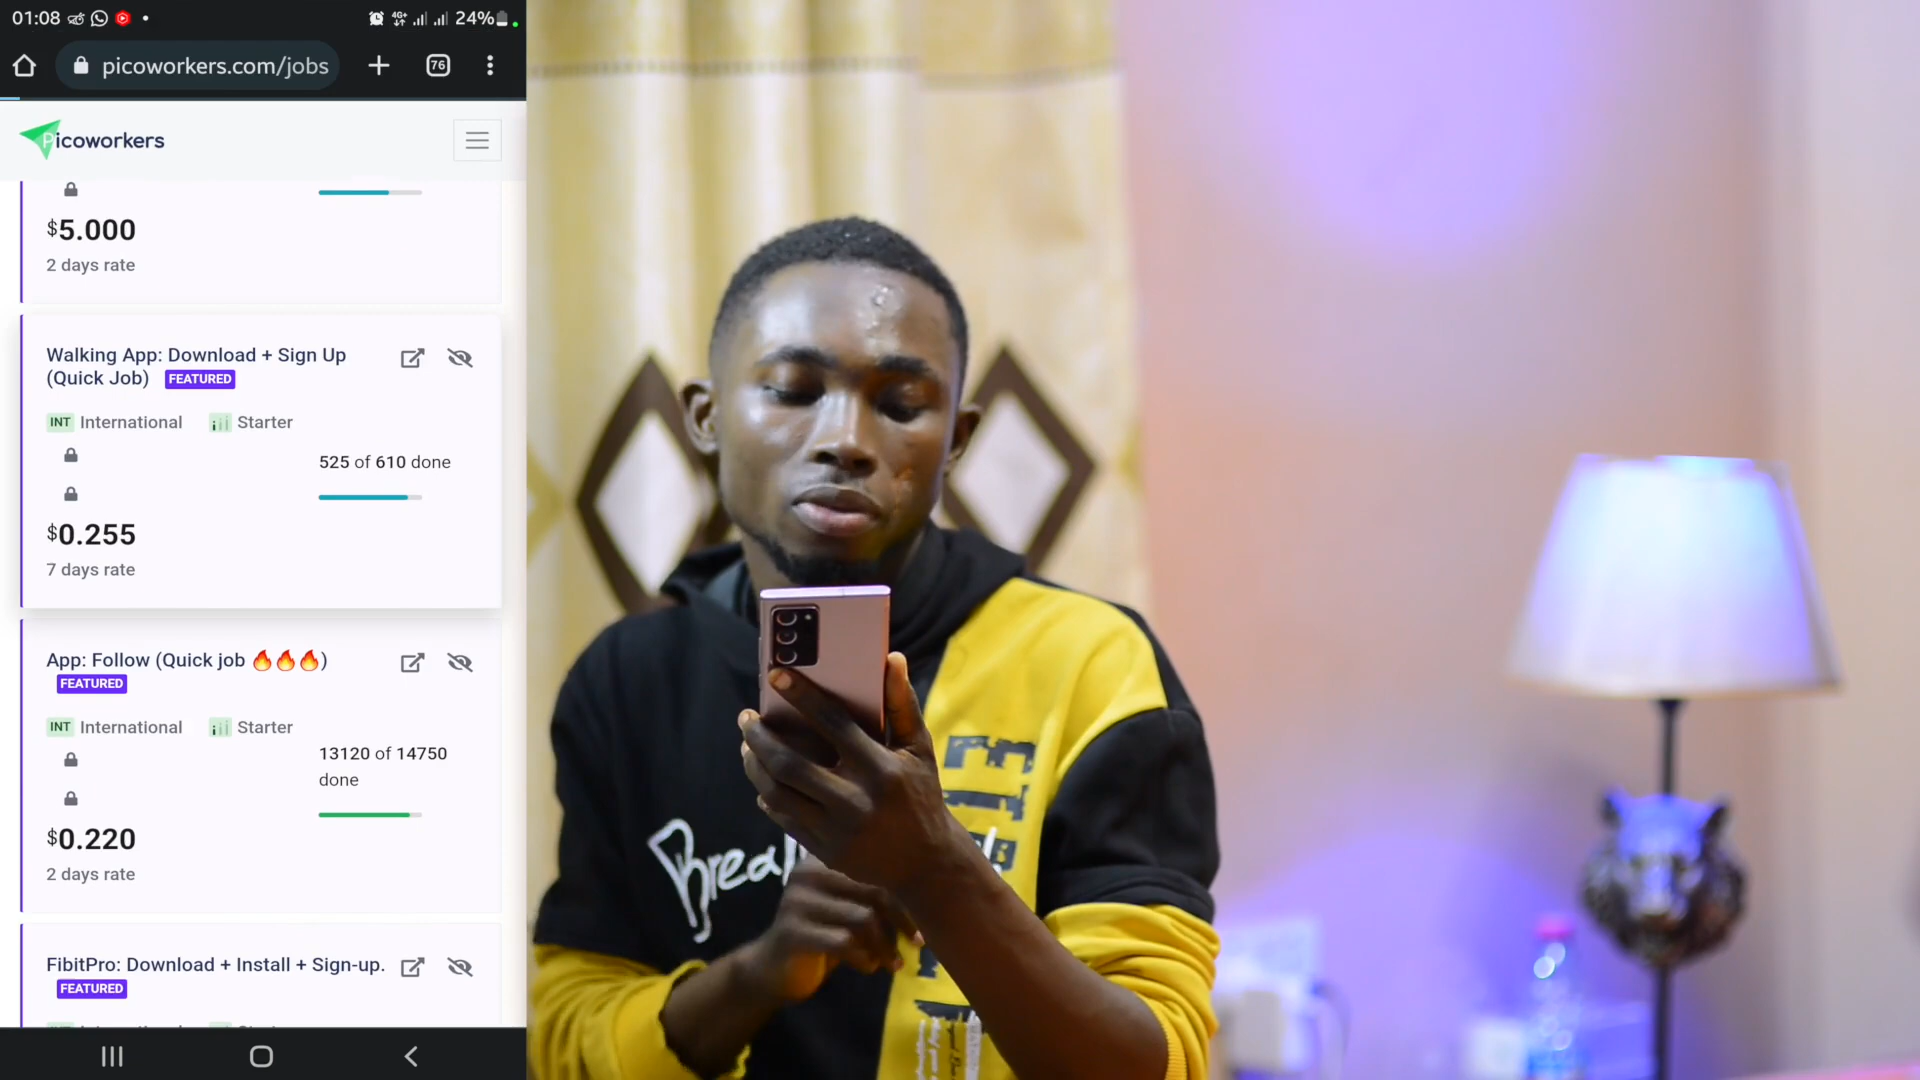 01:08
24%
picoworkers.com/jobs
76
Picoworkers
$5.000
2 days rate
Walking App: Download + Sign Up
(Quick Job) FEATURED
INT International Starter
525 of 610 done
$0.255
7 days rate
App: Follow (Quick job 🔥🔥🔥)
FEATURED
INT International Starter
13120 of 14750
done
$0.220
2 days rate
FibitPro: Download + Install + Sign-up.
FEATURED